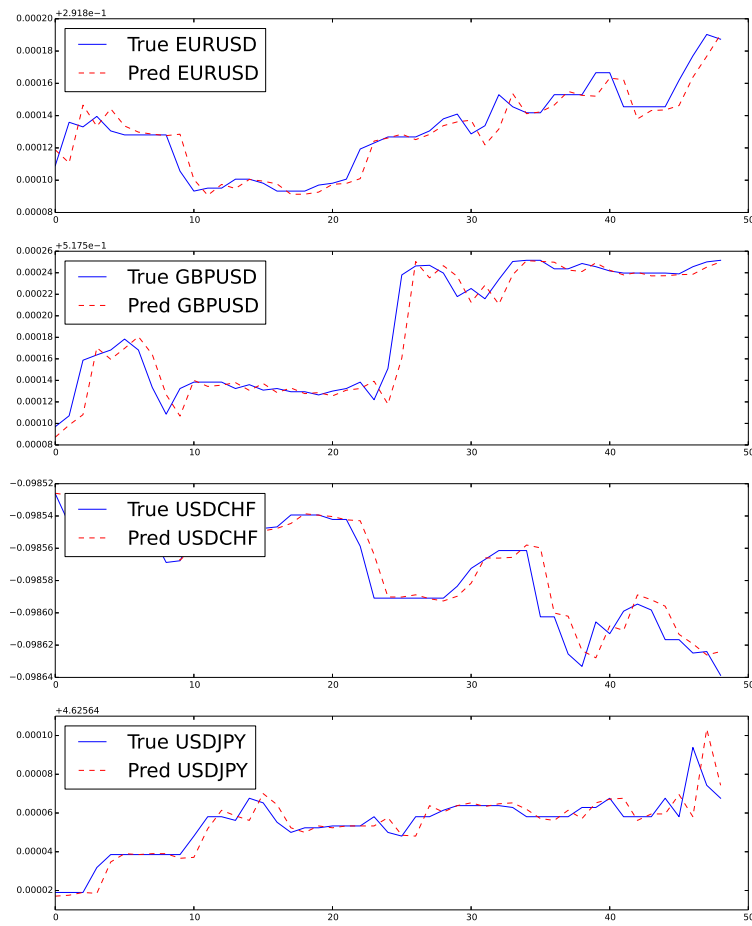 +2.918e−1
0.00020
0.00018
0.00016
0.00014
0.00012
0.00010
0.00008
True EURUSD
Pred EURUSD
0 10 20 30 40 50
+5.175e−1
0.00026
0.00024
0.00022
0.00020
0.00018
0.00016
0.00014
0.00012
0.00010
0.00008
True GBPUSD
Pred GBPUSD
0 10 20 30 40 50
−0.09852
−0.09854
−0.09856
−0.09858
−0.09860
−0.09862
−0.09864
True USDCHF
Pred USDCHF
0 10 20 30 40 50
+4.62564
0.00010
0.00008
0.00006
0.00004
0.00002
True USDJPY
Pred USDJPY
0 10 20 30 40 50